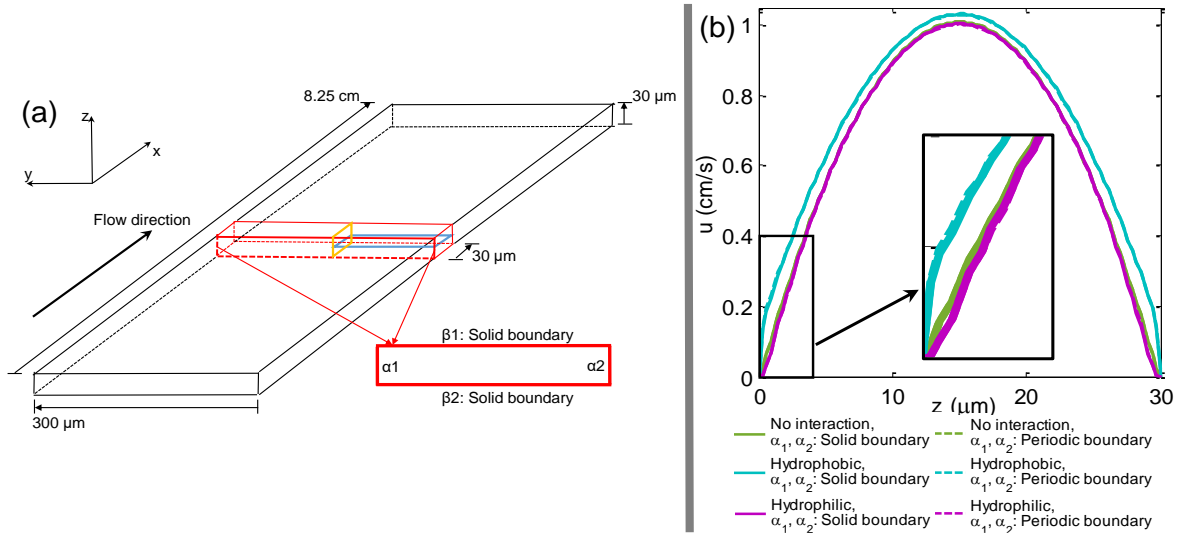 (a)
8.25 cm
30 μm
z
x
y
Flow direction
30 μm
β1: Solid boundary
α1
α2
β2: Solid boundary
300 μm
(b)
1
0.8
0.6
0.4
0.2
0
u (cm/s)
0
10
20
30
z (μm)
No interaction,
α1, α2: Solid boundary
No interaction,
α1, α2: Periodic boundary
Hydrophobic,
α1, α2: Solid boundary
Hydrophobic,
α1, α2: Periodic boundary
Hydrophilic,
α1, α2: Solid boundary
Hydrophilic,
α1, α2: Periodic boundary